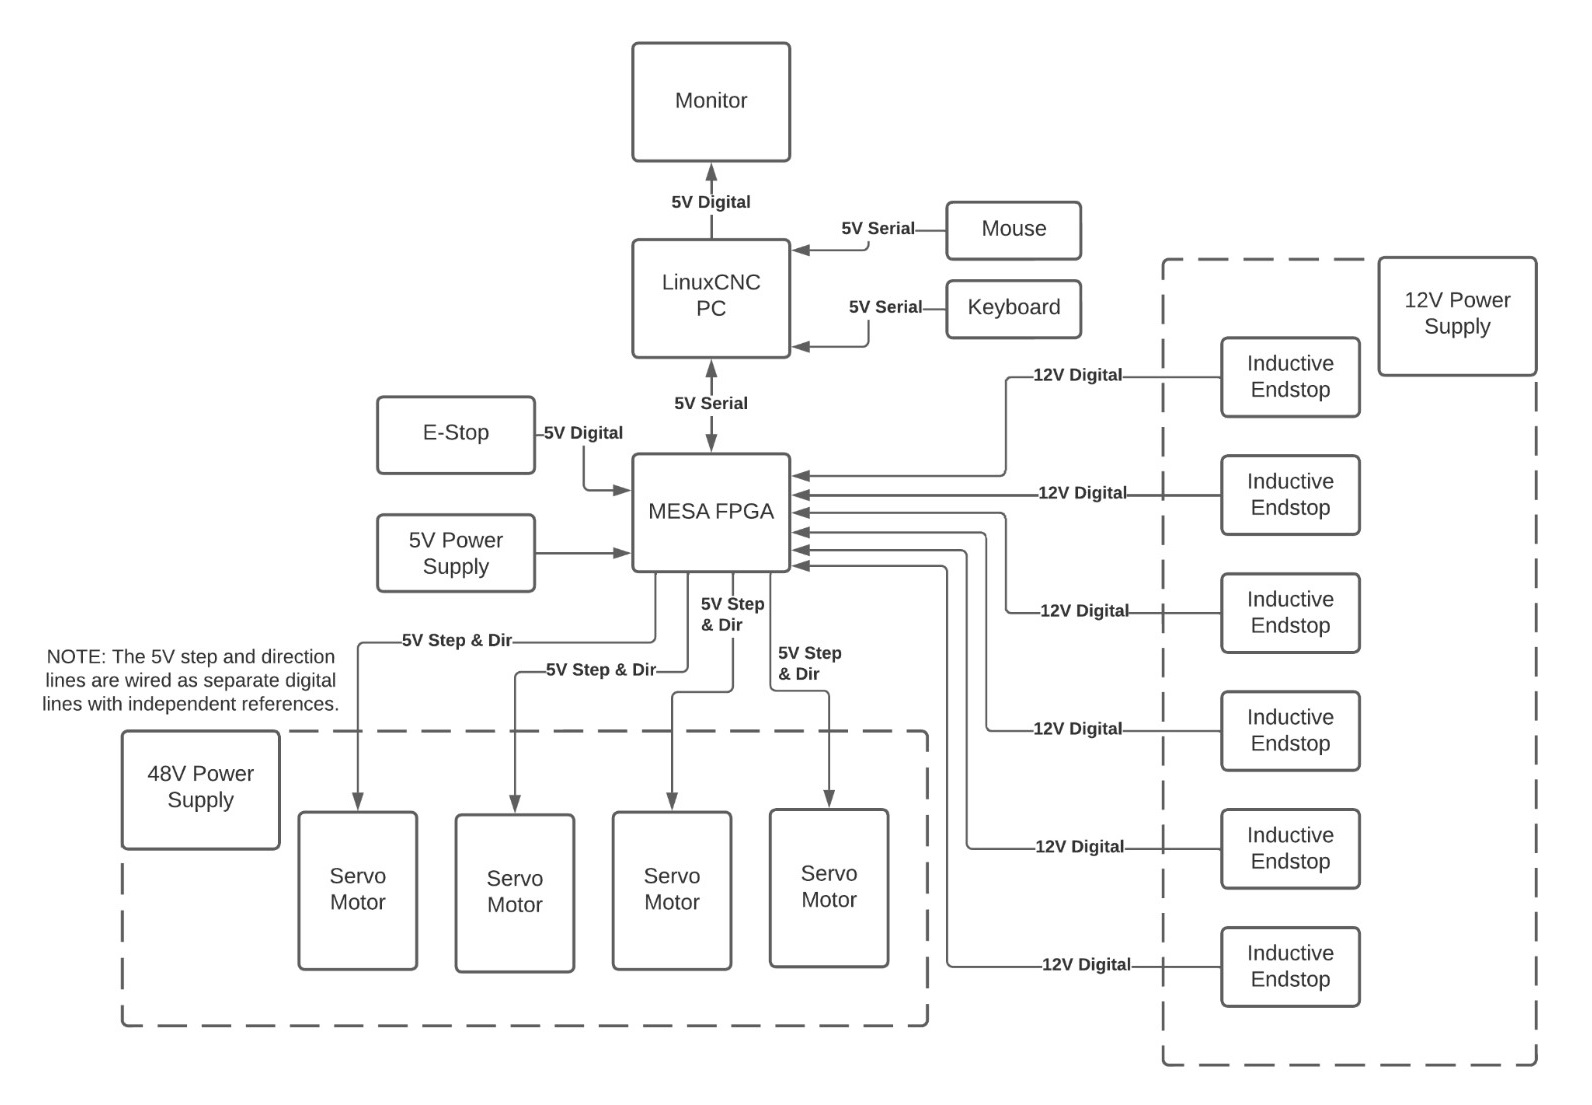 Monitor
5V Digital
5V Serial
Mouse
LinuxCNC
PC
5V Serial
Keyboard
12V Power
Supply
5V Serial
E-Stop
5V Digital
MESA FPGA
5V Power
Supply
12V Digital
Inductive
Endstop
12V Digital
Inductive
Endstop
12V Digital
Inductive
Endstop
12V Digital
Inductive
Endstop
12V Digital
Inductive
Endstop
12V Digital
Inductive
Endstop
5V Step & Dir
5V Step & Dir
5V Step
& Dir
5V Step
& Dir
NOTE: The 5V step and direction
lines are wired as separate digital
lines with independent references.
48V Power
Supply
Servo
Motor
Servo
Motor
Servo
Motor
Servo
Motor